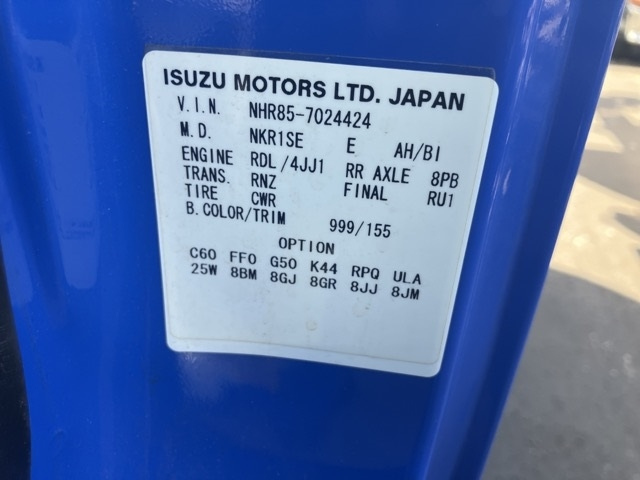 ISUZU MOTORS LTD. JAPAN
V.I.N. NHR85-7024424
M.D. NKR1SE E AH/BI
ENGINE RDL/4JJ1 RR AXLE 8PB
TRANS. RNZ FINAL RU1
TIRE CWR
B.COLOR/TRIM 999/155
OPTION
C60 FF0 G50 K44 RPQ ULA
25W 8BM 8GJ 8GR 8JJ 8JM